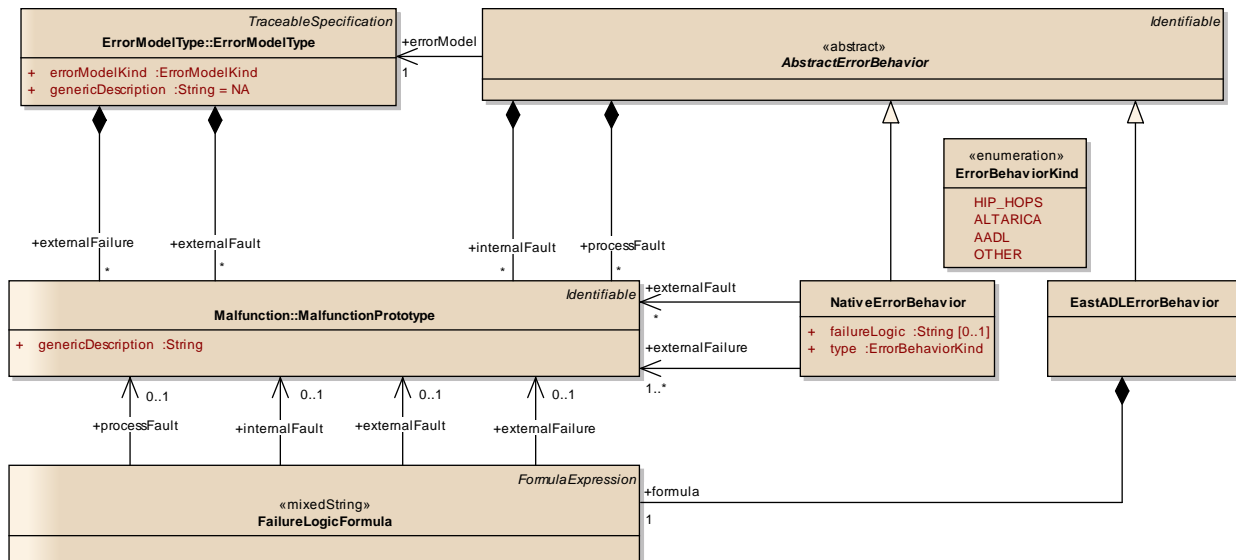 TraceableSpecification
ErrorModelType::ErrorModelType
+ errorModelKind :ErrorModelKind
+ genericDescription :String = NA
+errorModel
1
Identifiable
«abstract»
AbstractErrorBehavior
«enumeration»
ErrorBehaviorKind
HIP_HOPS
ALTARICA
AADL
OTHER
+externalFailure
*
+externalFault
*
+internalFault
*
+processFault
*
Identifiable
Malfunction::MalfunctionPrototype
+ genericDescription :String
+externalFault
*
+externalFailure
1..*
NativeErrorBehavior
+ failureLogic :String [0..1]
+ type :ErrorBehaviorKind
EastADLErrorBehavior
0..1
+processFault
0..1
+internalFault
0..1
+externalFault
0..1
+externalFailure
FormulaExpression
«mixedString»
FailureLogicFormula
+formula
1